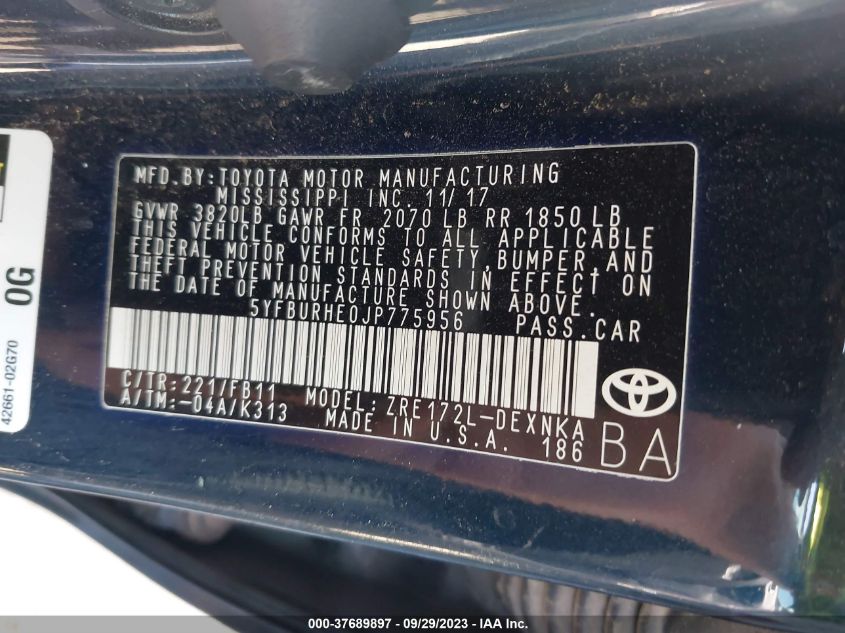 MFD.BY:TOYOTA MOTOR MANUFACTURING
MISSISSIPPI INC. 11/17
GVWR 3820LB GAWR FR 2070 LB RR 1850 LB
THIS VEHICLE CONFORMS TO ALL APPLICABLE
FEDERAL MOTOR VEHICLE SAFETY, BUMPER, AND
THEFT PREVENTION STANDARDS IN EFFECT ON
THE DATE OF MANUFACTURE SHOWN ABOVE.
5YFBURHE0JP775956 PASS.CAR
C/TR:221/FB11 MODEL:ZRE172L-DEXNKA
A/TM:-04A/K313 MADE IN U.S.A. 186
BA
0G
42661-02G70
000-37689897 - 09/29/2023 - IAA Inc.